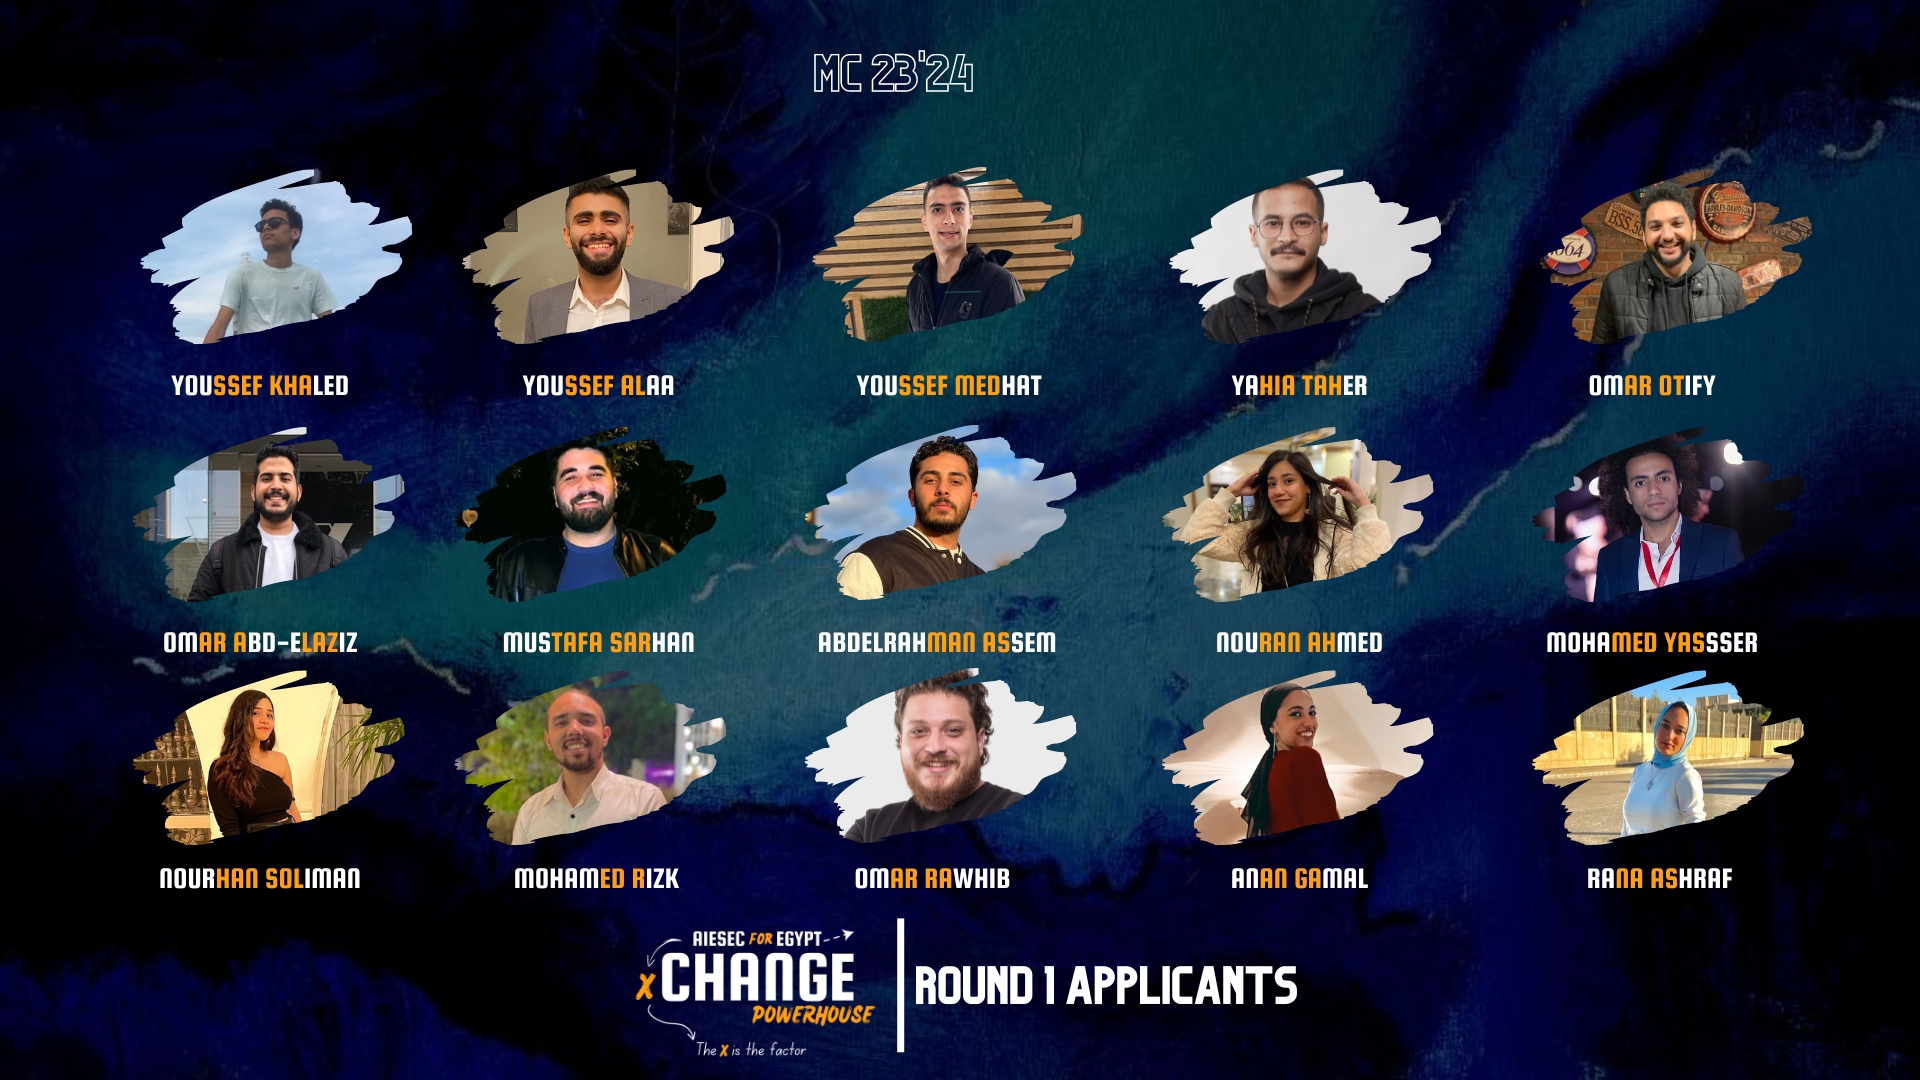 MC 23'24
YOUSSEF KHALED
YOUSSEF ALAA
YOUSSEF MEDHAT
YAHIA TAHER
OMAR OTIFY
OMAR ABD-ELAZIZ
MUSTAFA SARHAN
ABDELRAHMAN ASSEM
NOURAN AHMED
MOHAMED YASSSER
NOURHAN SOLIMAN
MOHAMED RIZK
OMAR RAWHIB
ANAN GAMAL
RANA ASHRAF
AIESEC FOR EGYPT
XCHANGE
POWERHOUSE
The X is the factor
ROUND 1 APPLICANTS